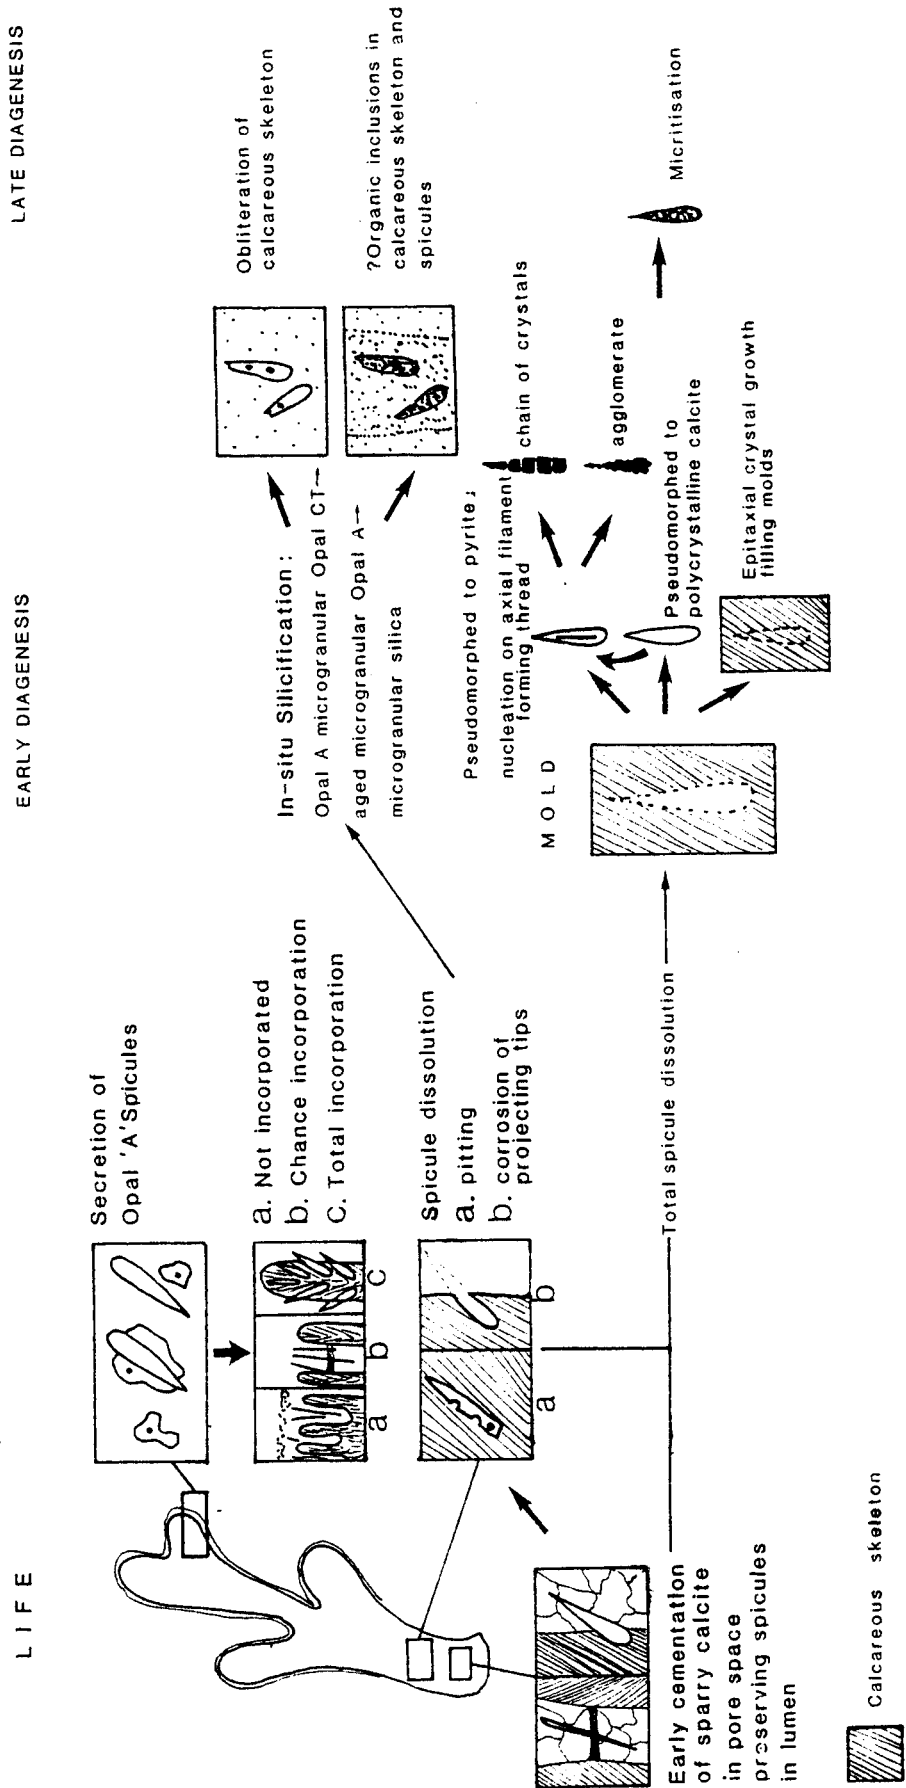 LIFE
EARLY DIAGENESIS
LATE DIAGENESIS
Secretion of
Opal 'A' Spicules
a. Not incorporated
b. Chance incorporation
C. Total incorporation
a
b
c
Spicule dissolution
a. pitting
b. corrosion of
projecting tips
a
b
Early cementation
of sparry calcite
in pore space
preserving spicules
in lumen
Calcareous skeleton
Total spicule dissolution
In-situ Silicification:
Opal A microgranular Opal CT→
aged microgranular Opal A→
microgranular silica
Obliteration of
calcareous skeleton
?Organic inclusions in
calcareous skeleton and
spicules
MOLD
Pseudomorphed to pyrite;
nucleation on axial filament
forming thread
chain of crystals
agglomerate
Pseudomorphed to
polycrystalline calcite
Epitaxial crystal growth
filling molds
Micritisation